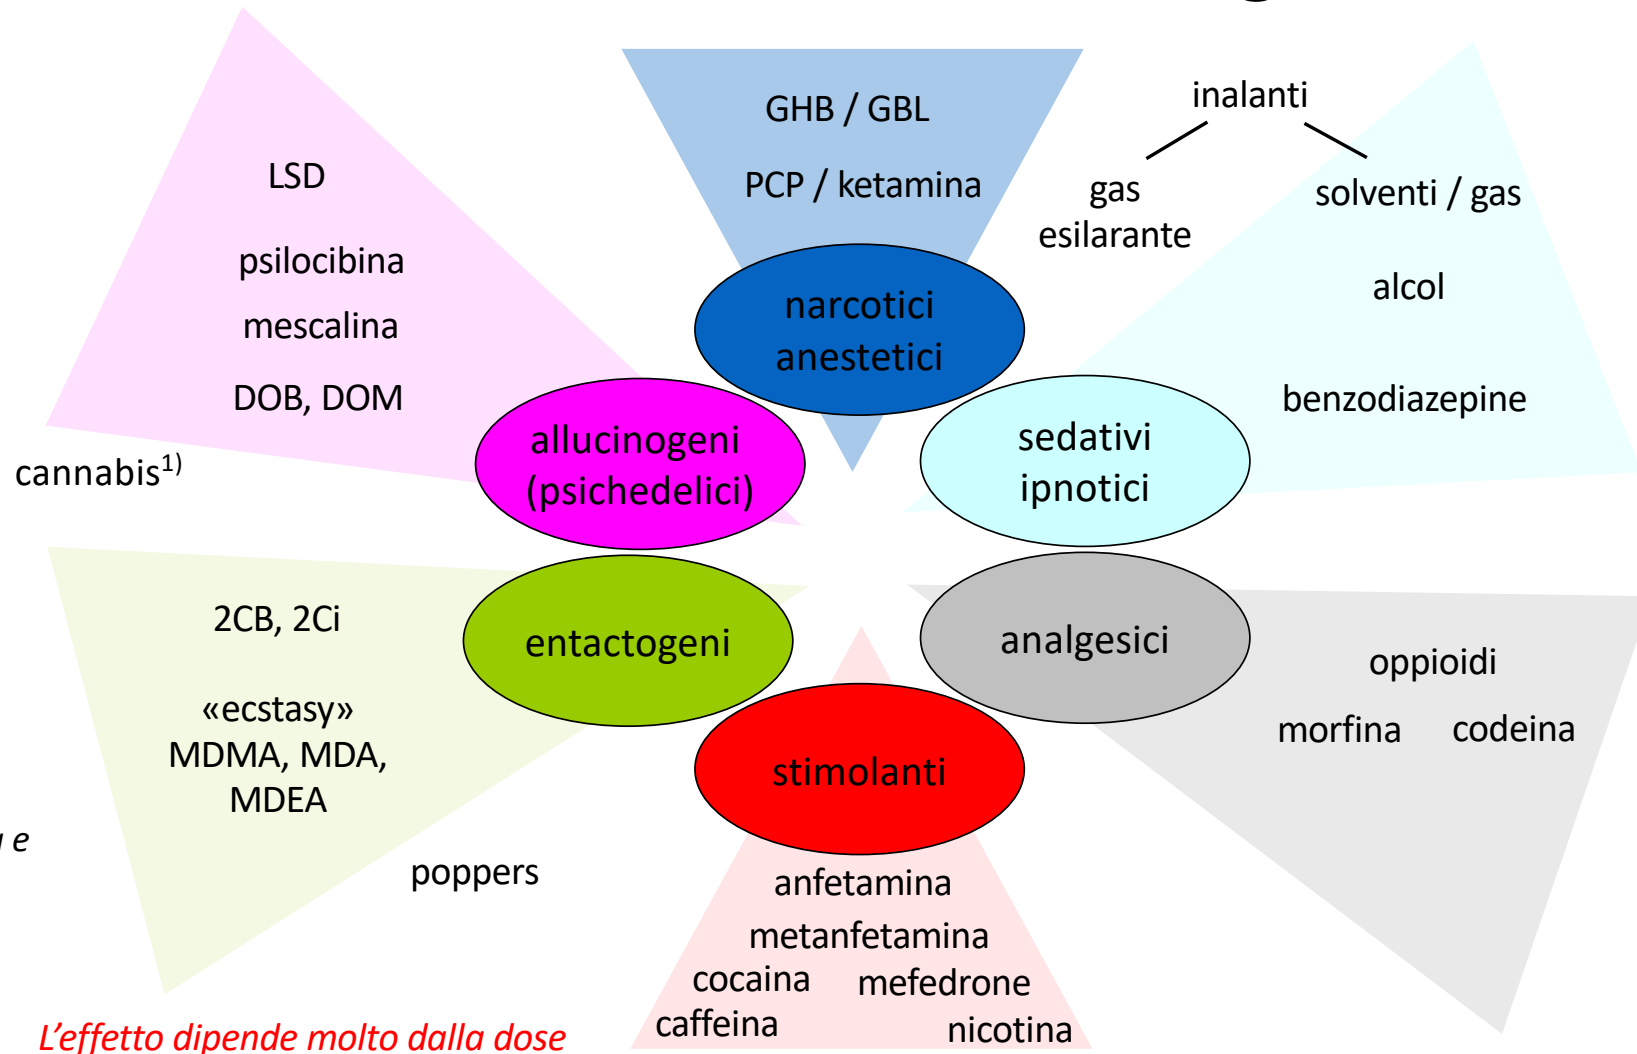 GHB / GBL
PCP / ketamina
narcotici
anestetici
inalanti
gas
esilarante
solventi / gas
alcol
benzodiazepine
sedativi
ipnotici
LSD
psilocibina
mescalina
DOB, DOM
allucinogeni
(psichedelici)
cannabis¹⁾
2CB, 2Ci
«ecstasy»
MDMA, MDA,
MDEA
entactogeni
analgesici
oppioidi
morfina codeina
stimolanti
e
poppers
anfetamina
metanfetamina
cocaina mefedrone
caffeina nicotina
L'effetto dipende molto dalla dose